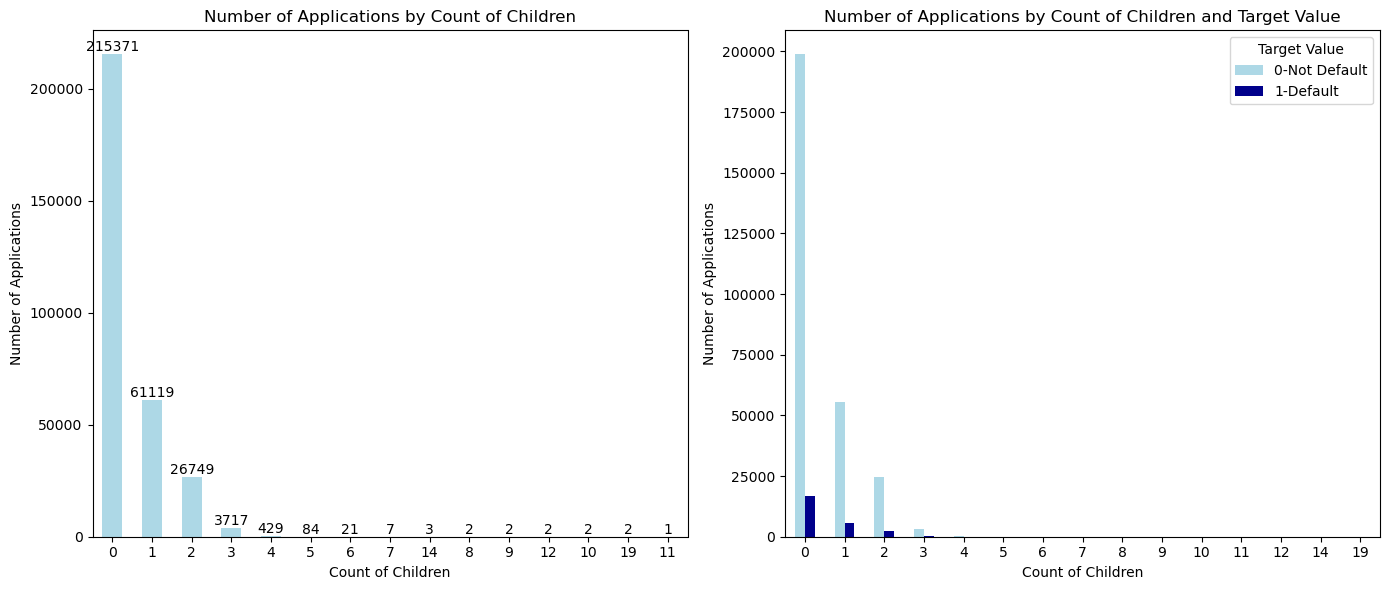 Number of Applications by Count of Children
215371
61119
26749
3717
429
84
21
7
3
2
2
2
2
2
1
200000
150000
100000
50000
0
Number of Applications
0 1 2 3 4 5 6 7 14 8 9 12 10 19 11
Count of Children
Number of Applications by Count of Children and Target Value
Target Value
0-Not Default
1-Default
200000
175000
150000
125000
100000
75000
50000
25000
0
Number of Applications
0 1 2 3 4 5 6 7 8 9 10 11 12 14 19
Count of Children